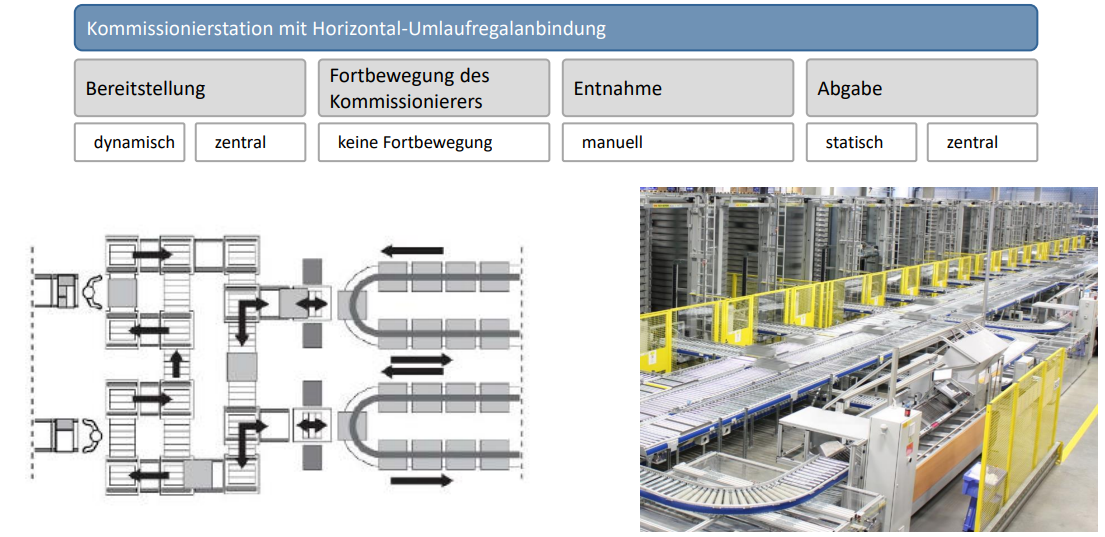 Kommissionierstation mit Horizontal-Umlaufregalanbindung
Bereitstellung
Fortbewegung des
Kommissionierers
Entnahme
Abgabe
dynamisch
zentral
keine Fortbewegung
manuell
statisch
zentral